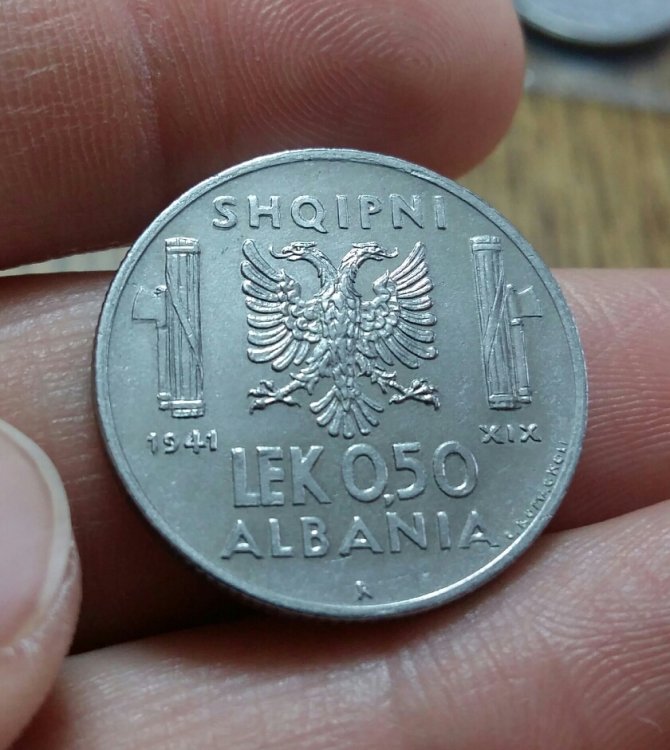 SHQIPNI
1941 XIX
LEK 0,50
ALBANIA
R